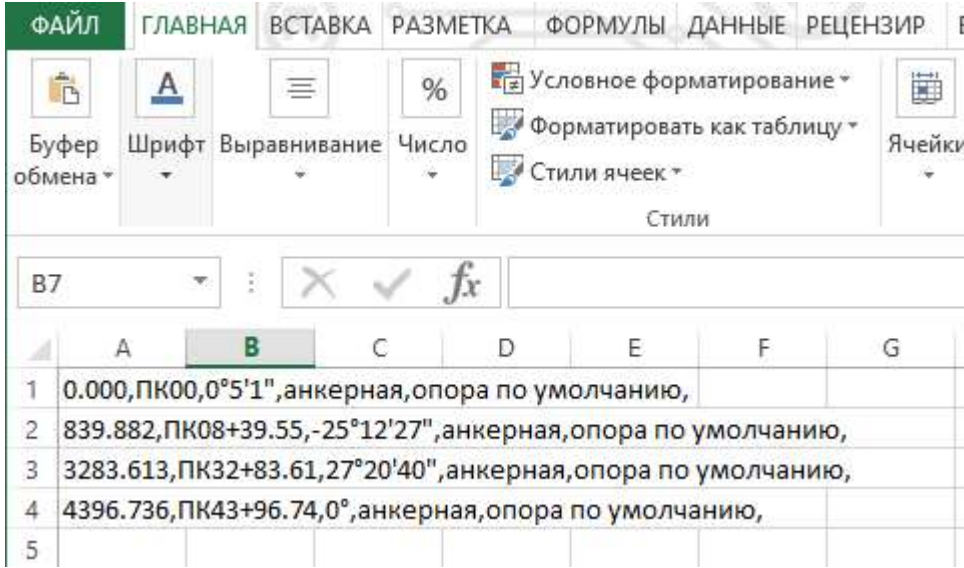 ФАЙЛ ГЛАВНАЯ ВСТАВКА РАЗМЕТКА ФОРМУЛЫ ДАННЫЕ РЕЦЕНЗИР
Буфер обмена
Шрифт
Выравнивание
%
Число
Условное форматирование
Форматировать как таблицу
Стили ячеек
Стили
Ячейки
B7 fx
A B C D E F G
1 0.000,ПК00,0°5'1",анкерная,опора по умолчанию,
2 839.882,ПК08+39.55,-25°12'27",анкерная,опора по умолчанию,
3 3283.613,ПК32+83.61,27°20'40",анкерная,опора по умолчанию,
4 4396.736,ПК43+96.74,0°,анкерная,опора по умолчанию,
5